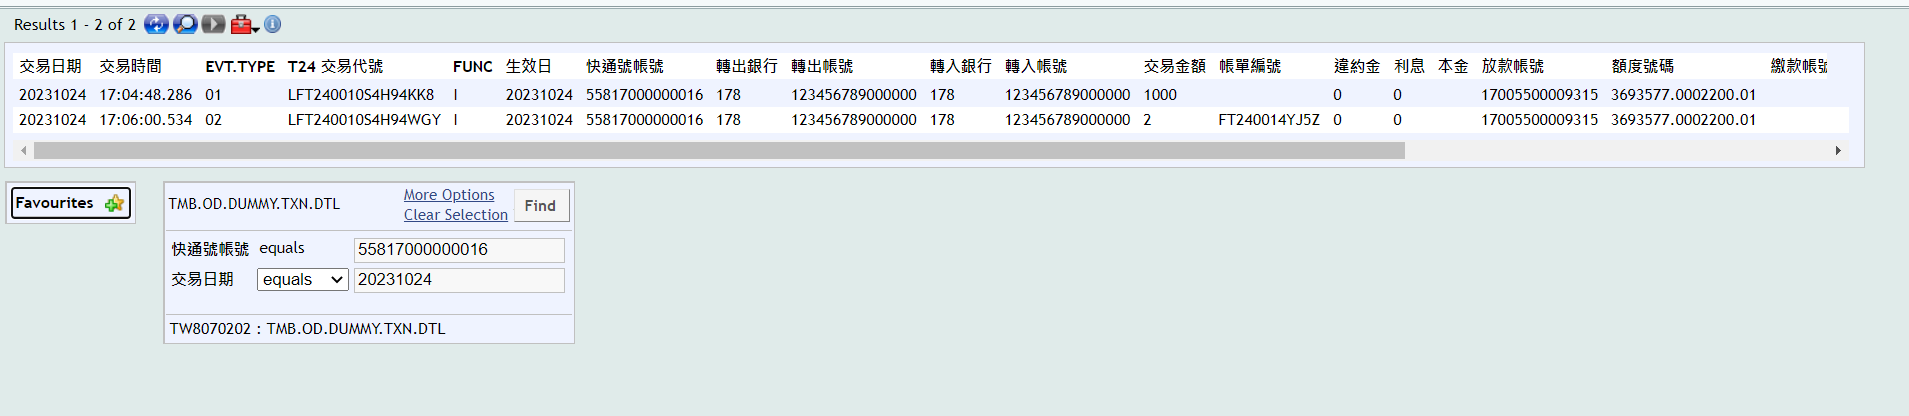 Results 1 - 2 of 2
交易日期 交易時間 EVT.TYPE T24 交易代號 FUNC 生效日 快通號帳號 轉出銀行 轉出帳號 轉入銀行 轉入帳號 交易金額 帳單編號 違約金 利息 本金 放款帳號 額度號碼 繳款帳號
20231024 17:04:48.286 01 LFT240010S4H94KK8 I 20231024 55817000000016 178 123456789000000 178 123456789000000 1000 0 0 17005500009315 3693577.0002200.01
20231024 17:06:00.534 02 LFT240010S4H94WGY I 20231024 55817000000016 178 123456789000000 178 123456789000000 2 FT240014YJ5Z 0 0 17005500009315 3693577.0002200.01
Favourites
TMB.OD.DUMMY.TXN.DTL
More Options
Clear Selection
Find
快通號帳號 equals 55817000000016
交易日期 equals 20231024
TW8070202 : TMB.OD.DUMMY.TXN.DTL